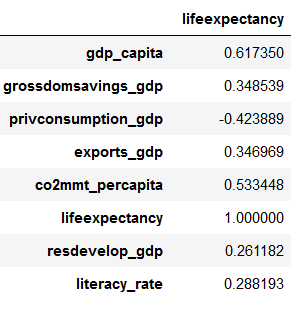 lifeexpectancy
gdp_capita 0.617350
grossdomsavings_gdp 0.348539
privconsumption_gdp -0.423889
exports_gdp 0.346969
co2mmt_percapita 0.533448
lifeexpectancy 1.000000
resdevelop_gdp 0.261182
literacy_rate 0.288193